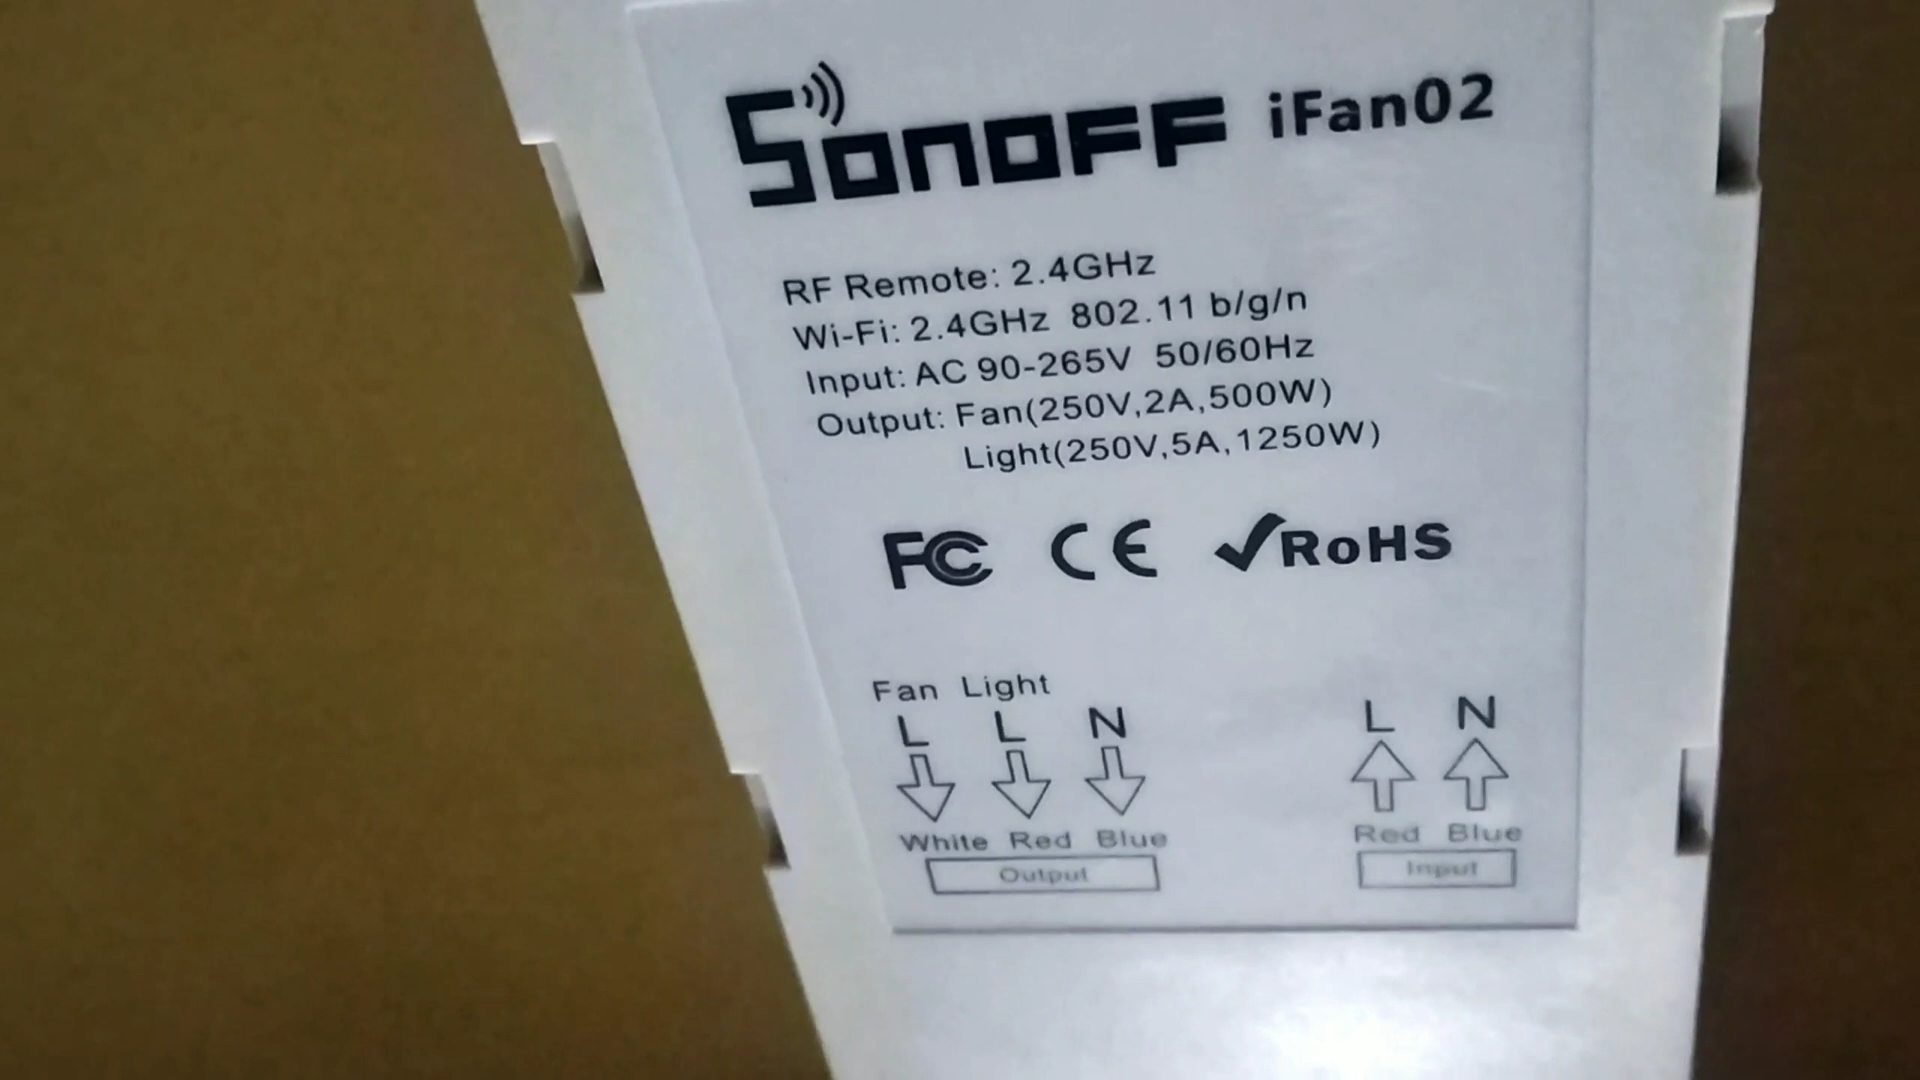 SONOFF iFan02
RF Remote: 2.4GHz
Wi-Fi: 2.4GHz 802.11 b/g/n
Input: AC 90-265V 50/60Hz
Output: Fan(250V,2A,500W)
Light(250V,5A,1250W)
FC CE ✓RoHS
Fan Light
L L N L N
White Red Blue Red Blue
Output Input